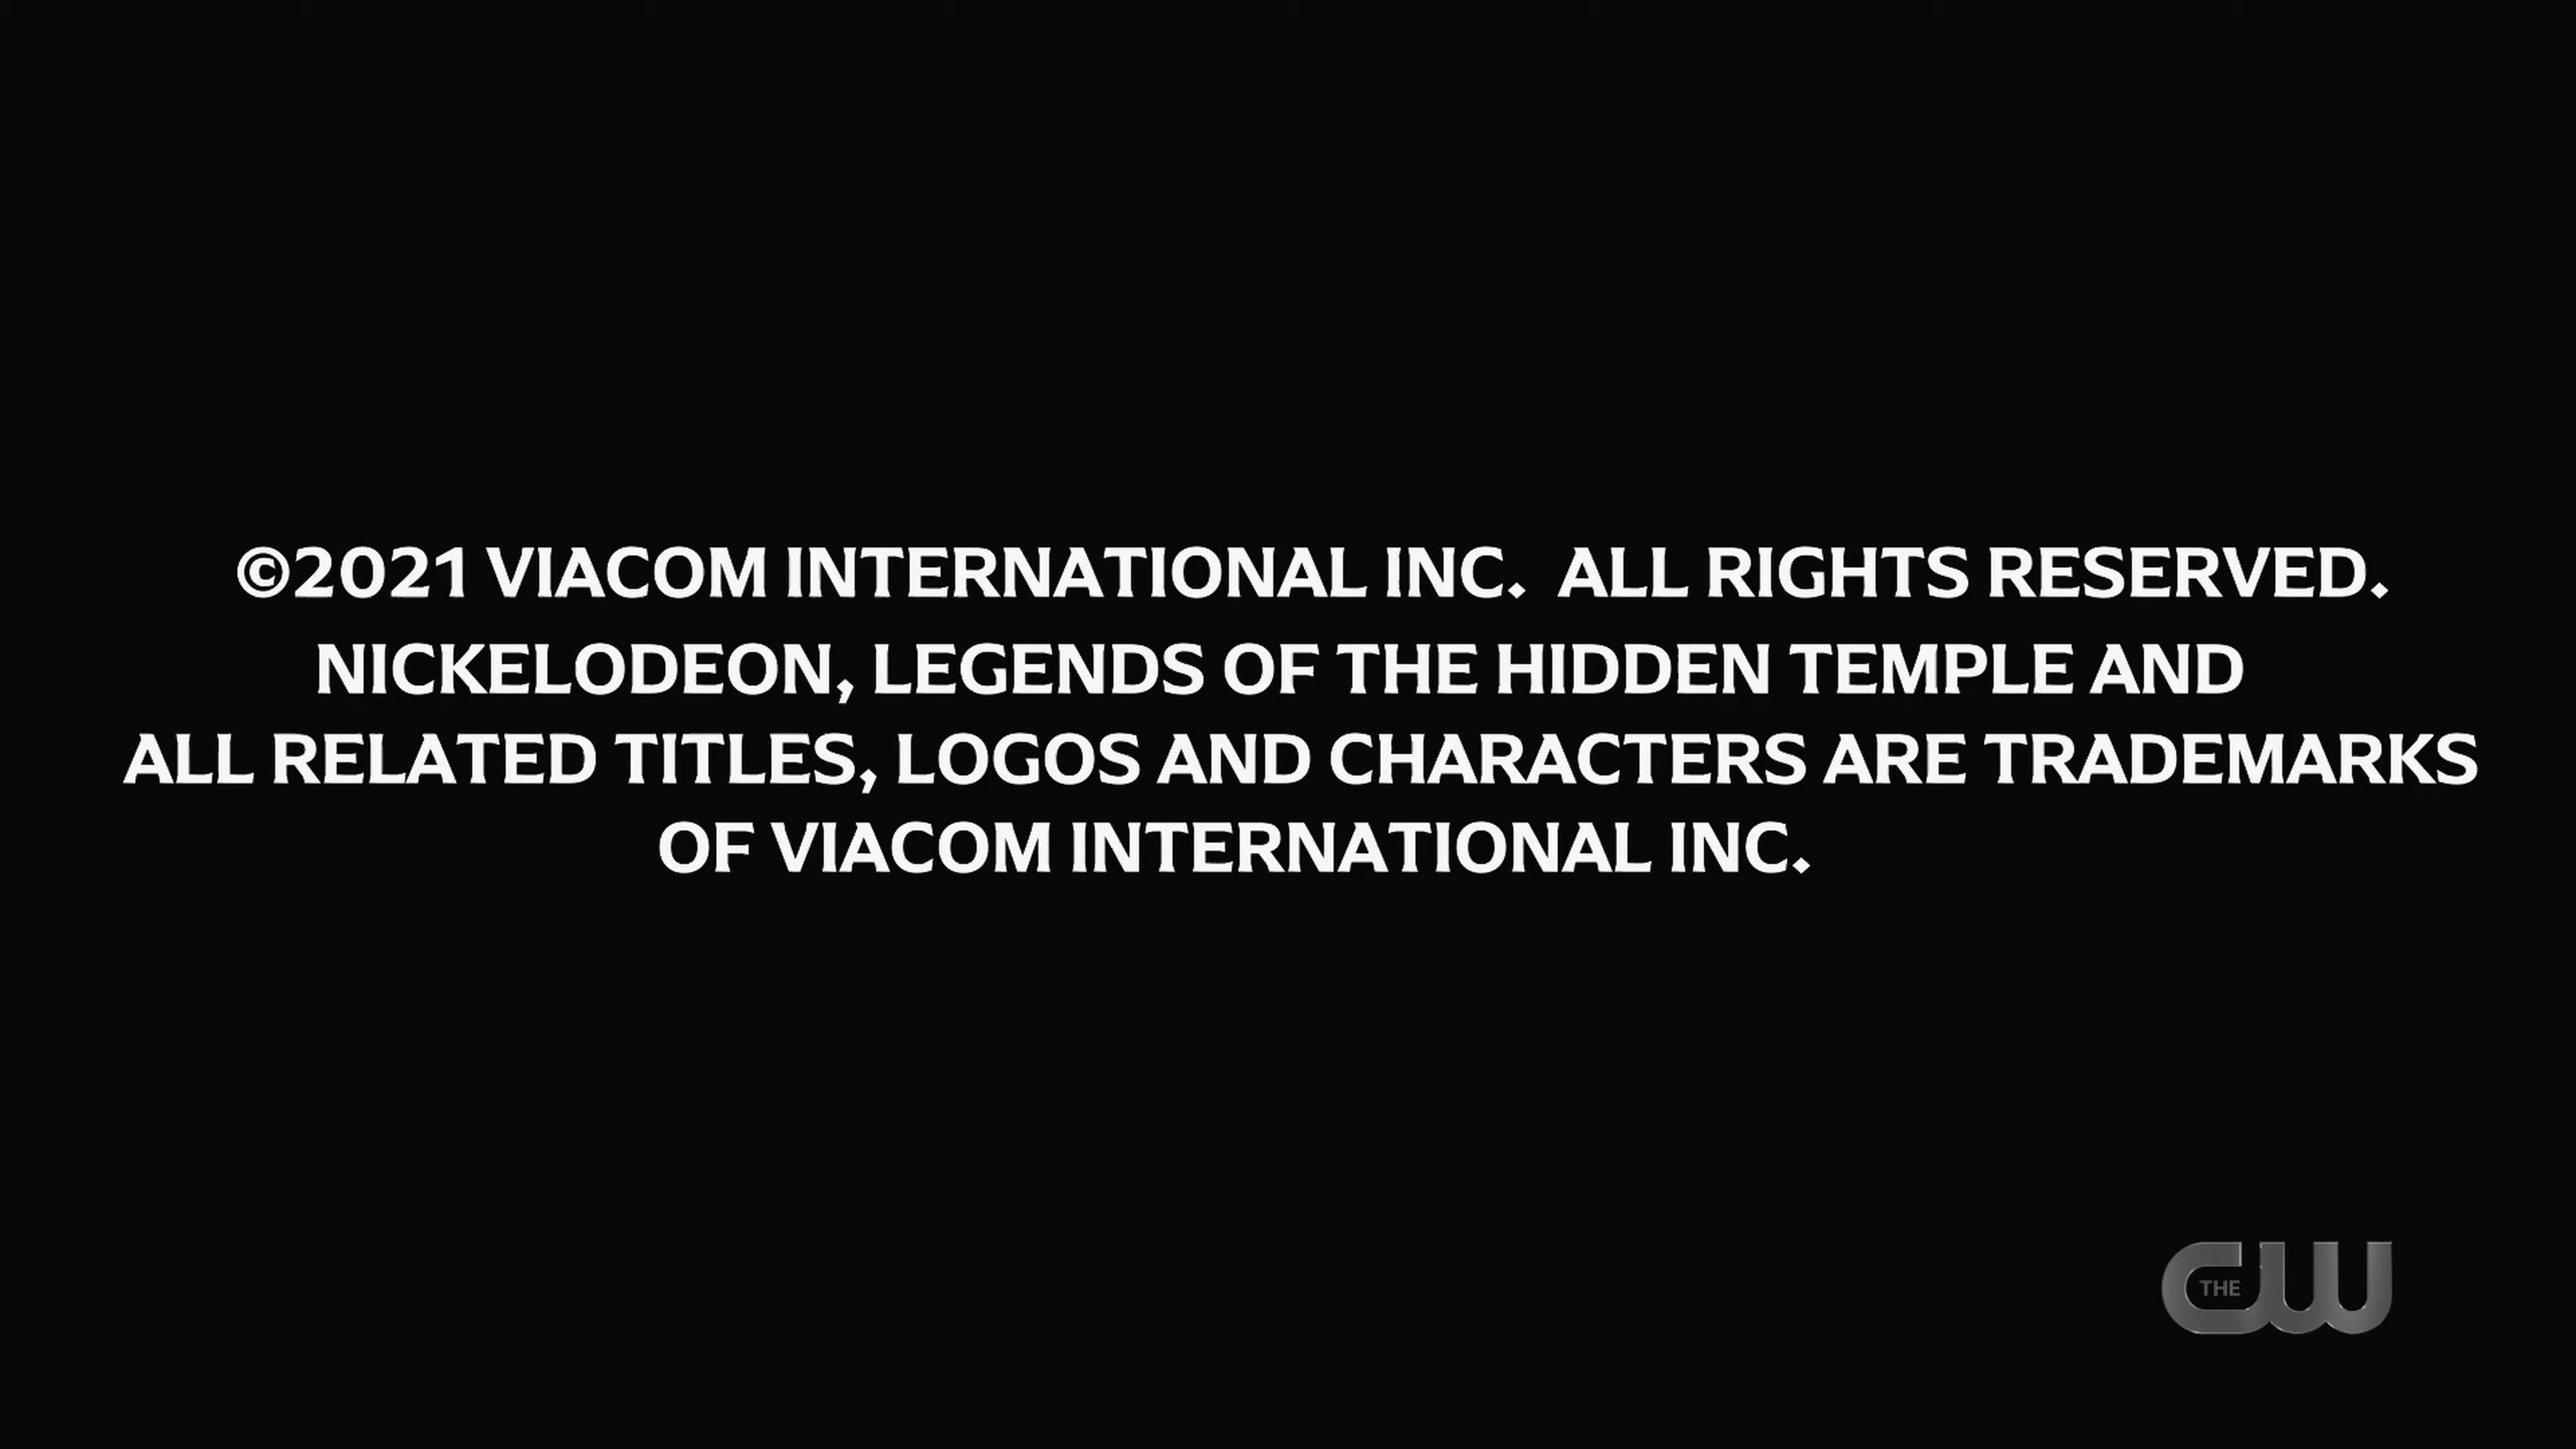 ©2021 VIACOM INTERNATIONAL INC.  ALL RIGHTS RESERVED.
NICKELODEON, LEGENDS OF THE HIDDEN TEMPLE AND
ALL RELATED TITLES, LOGOS AND CHARACTERS ARE TRADEMARKS
OF VIACOM INTERNATIONAL INC.
THE CW